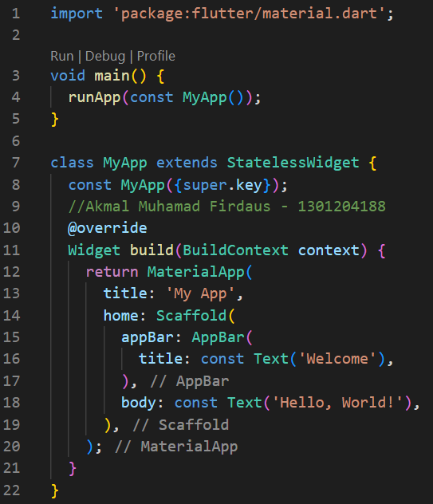 1 import 'package:flutter/material.dart';
2
Run | Debug | Profile
3 void main() {
4   runApp(const MyApp());
5 }
6
7 class MyApp extends StatelessWidget {
8   const MyApp({super.key});
9   //Akmal Muhamad Firdaus - 1301204188
10   @override
11   Widget build(BuildContext context) {
12     return MaterialApp(
13       title: 'My App',
14       home: Scaffold(
15         appBar: AppBar(
16           title: const Text('Welcome'),
17         ), // AppBar
18         body: const Text('Hello, World!'),
19       ), // Scaffold
20     ); // MaterialApp
21   }
22 }